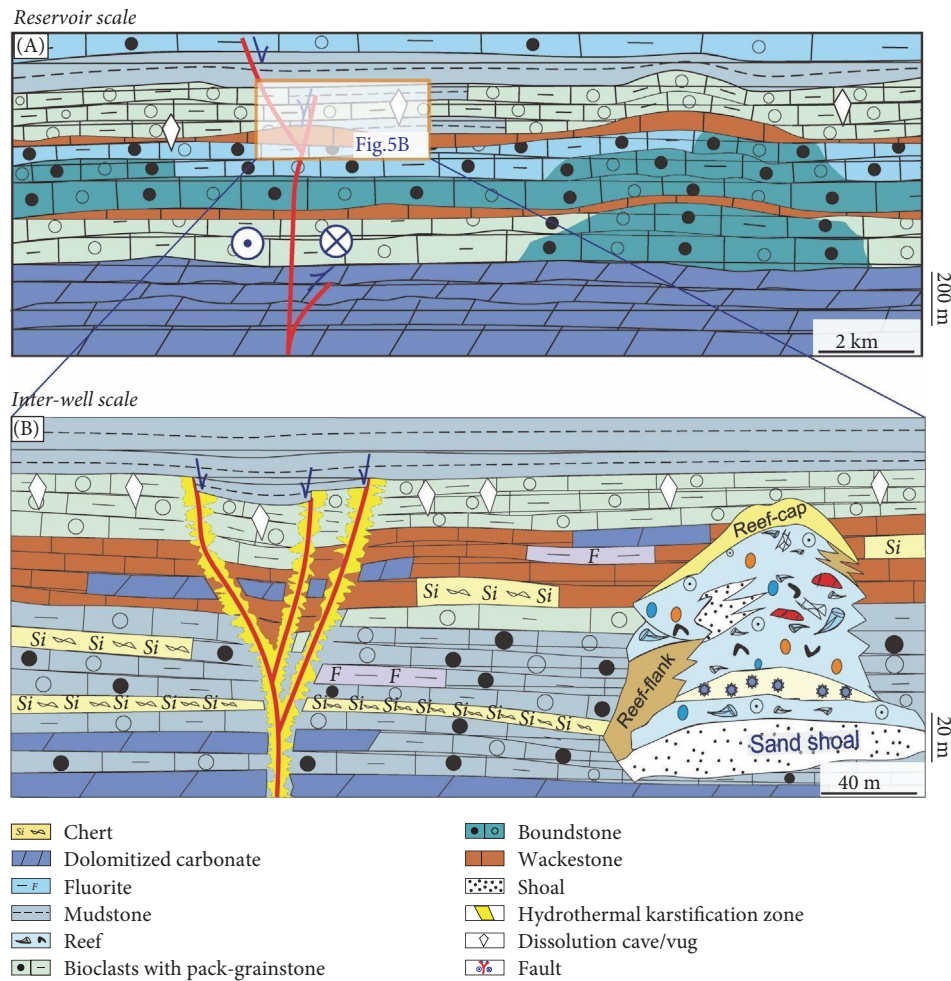 Reservoir scale
(A)
Fig.5B
200 m
2 km
Inter-well scale
(B)
Reef-cap
F
Si
Si Si Si
Si Si Si
F F
Reef-flank
Si Si Si Si Si Si
Si Si Si Si Si Si Si
Sand shoal
20 m
40 m
Si Chert
Dolomitized carbonate
F Fluorite
Mudstone
Reef
Bioclasts with pack-grainstone
Boundstone
Wackestone
Shoal
Hydrothermal karstification zone
Dissolution cave/vug
Fault